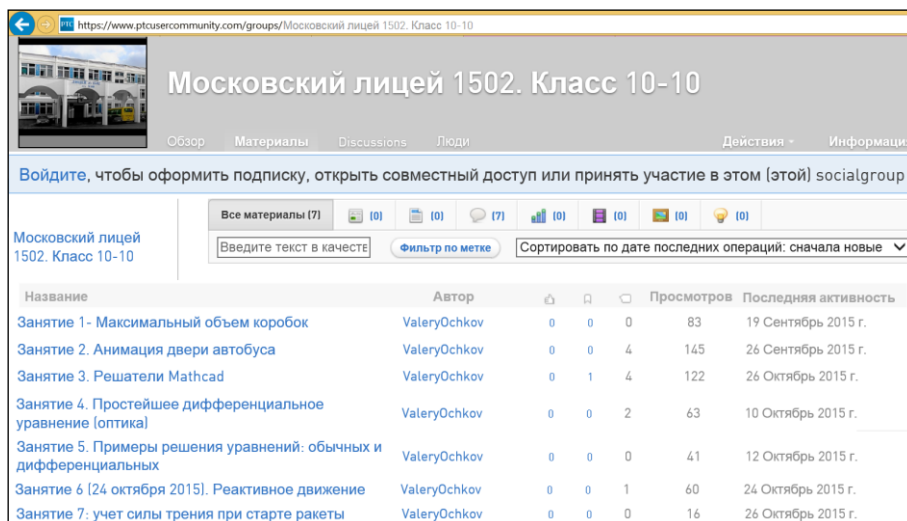 PTC https://www.ptcusercommunity.com/groups/Московский лицей 1502. Класс 10-10
Московский лицей 1502. Класс 10-10
Обзор Материалы Discussions Люди Действия Информаци
Войдите, чтобы оформить подписку, открыть совместный доступ или принять участие в этом (этой) socialgroup
Московский лицей
1502. Класс 10-10
Все материалы (7) (0) (0) (7) (0) (0) (0) (0)
Введите текст в качестє Фильтр по метке Сортировать по дате последних операций: сначала новые
Название Автор Просмотров Последняя активность
Занятие 1- Максимальный объем коробок ValeryOchkov 0 0 0 83 19 Сентябрь 2015 г.
Занятие 2. Анимация двери автобуса ValeryOchkov 0 0 4 145 26 Сентябрь 2015 г.
Занятие 3. Решатели Mathcad ValeryOchkov 0 1 4 122 26 Октябрь 2015 г.
Занятие 4. Простейшее дифференциальное
уравнение (оптика) ValeryOchkov 0 0 2 63 10 Октябрь 2015 г.
Занятие 5. Примеры решения уравнений: обычных и
дифференциальных ValeryOchkov 0 0 0 41 12 Октябрь 2015 г.
Занятие 6 (24 октября 2015). Реактивное движение ValeryOchkov 0 0 1 60 24 Октябрь 2015 г.
Занятие 7: учет силы трения при старте ракеты ValeryOchkov 0 0 0 16 26 Октябрь 2015 г.